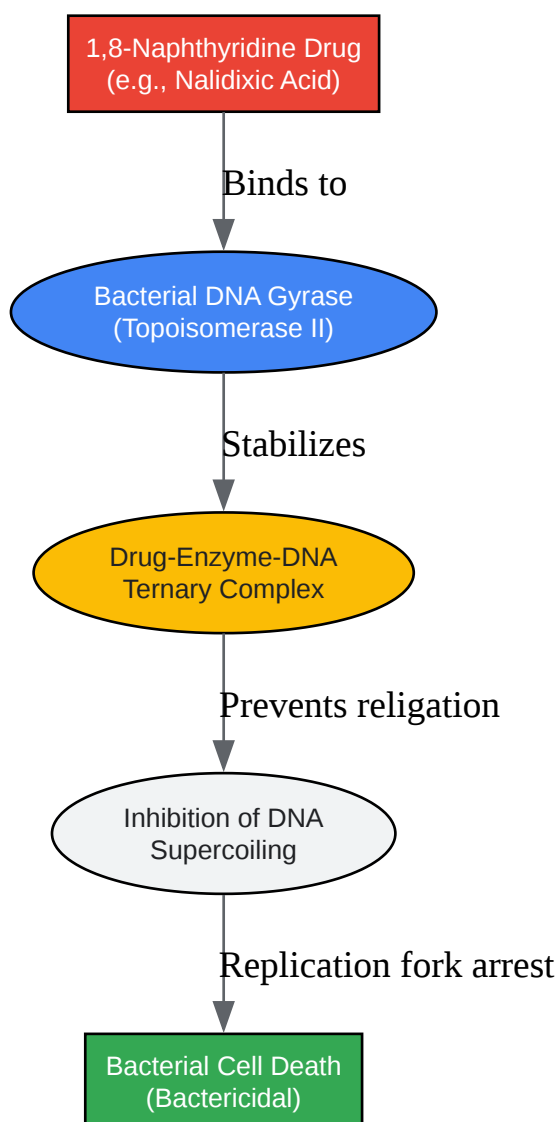 1,8-Naphthyridine Drug
(e.g., Nalidixic Acid)
Binds to
Bacterial DNA Gyrase
(Topoisomerase II)
Stabilizes
Drug-Enzyme-DNA
Ternary Complex
Prevents religation
Inhibition of DNA
Supercoiling
Replication fork arrest
Bacterial Cell Death
(Bactericidal)